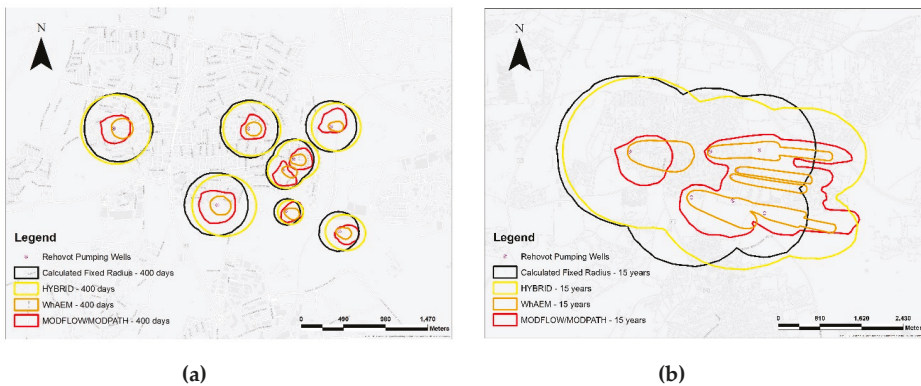 N
Legend
Rehovot Pumping Wells
Calculated Fixed Radius - 400 days
HYBRID - 400 days
WhAEM - 400 days
MODFLOW/MODPATH - 400 days
0 490 980 1,470
Meters
(a)
N
Legend
Rehovot Pumping Wells
Calculated Fixed Radius - 15 years
HYBRID - 15 years
WhAEM - 15 years
MODFLOW/MODPATH - 15 years
0 810 1,620 2,430
Meters
(b)